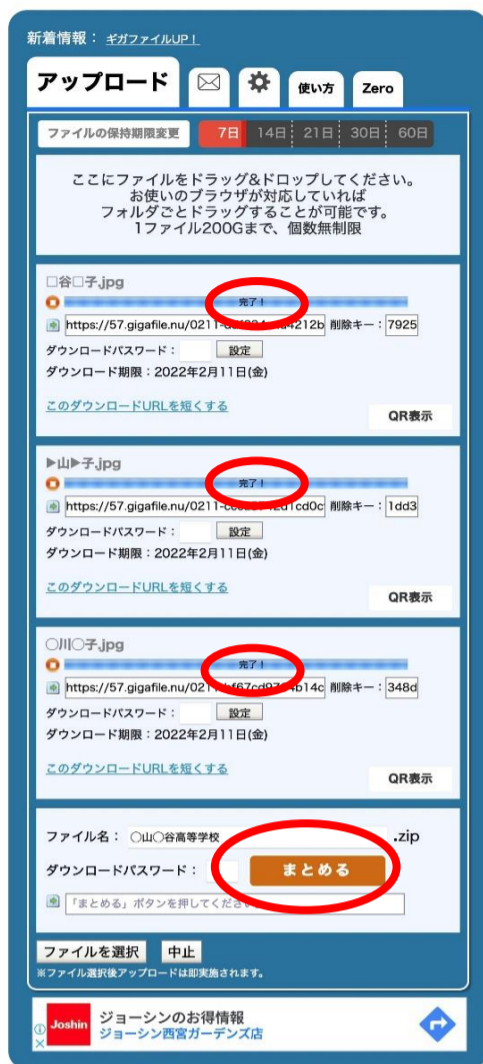 新着情報： ギガファイルUP！
アップロード 使い方 Zero
ファイルの保持期限変更 7日 14日 21日 30日 60日
ここにファイルをドラッグ&ドロップしてください。
お使いのブラウザが対応していれば
フォルダごとドラッグすることが可能です。
1ファイル200Gまで、個数無制限
□谷□子.jpg
完了！
https://57.gigafile.nu/0211- 削除キー：7925
ダウンロードパスワード： 設定
ダウンロード期限：2022年2月11日(金)
このダウンロードURLを短くする
QR表示
▶山▶子.jpg
完了！
https://57.gigafile.nu/0211- 削除キー：1dd3
ダウンロードパスワード： 設定
ダウンロード期限：2022年2月11日(金)
このダウンロードURLを短くする
QR表示
○川○子.jpg
完了！
https://57.gigafile.nu/0211- 削除キー：348d
ダウンロードパスワード： 設定
ダウンロード期限：2022年2月11日(金)
このダウンロードURLを短くする
QR表示
ファイル名： ○山○谷高等学校 .zip
ダウンロードパスワード： まとめる
「まとめる」ボタンを押してくださ
ファイルを選択 中止
※ファイル選択後アップロードは即実施されます。
Joshin ジョーシンのお得情報
ジョーシン西宮ガーデンズ店